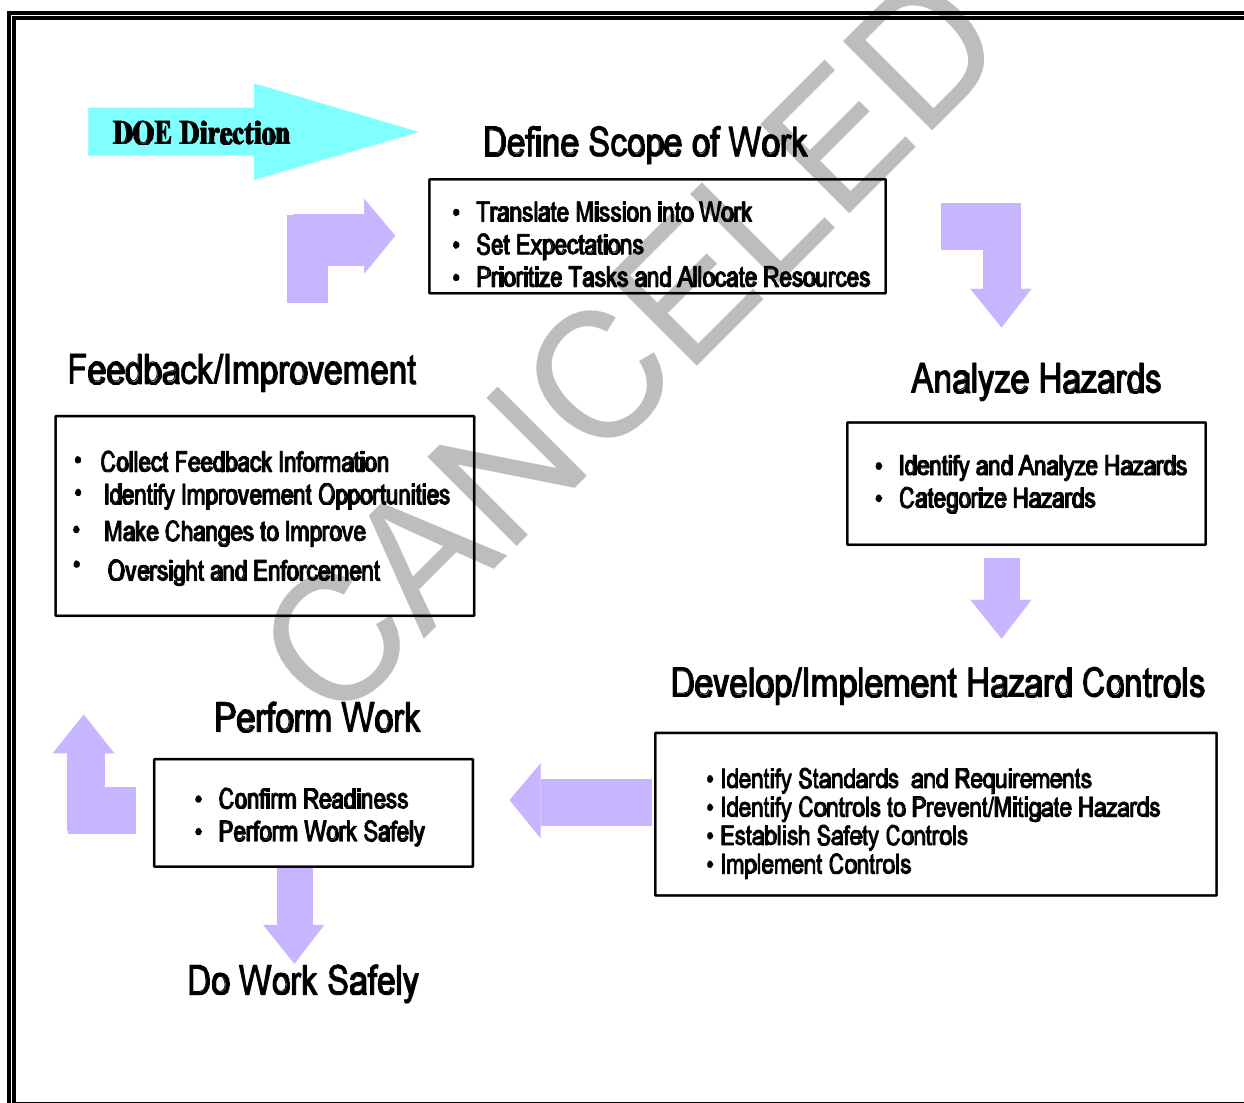 DOE Direction
Define Scope of Work
• Translate Mission into Work
• Set Expectations
• Prioritize Tasks and Allocate Resources
Analyze Hazards
• Identify and Analyze Hazards
• Categorize Hazards
Develop/Implement Hazard Controls
• Identify Standards and Requirements
• Identify Controls to Prevent/Mitigate Hazards
• Establish Safety Controls
• Implement Controls
Perform Work
• Confirm Readiness
• Perform Work Safely
Do Work Safely
Feedback/Improvement
• Collect Feedback Information
• Identify Improvement Opportunities
• Make Changes to Improve
• Oversight and Enforcement
CANCELED